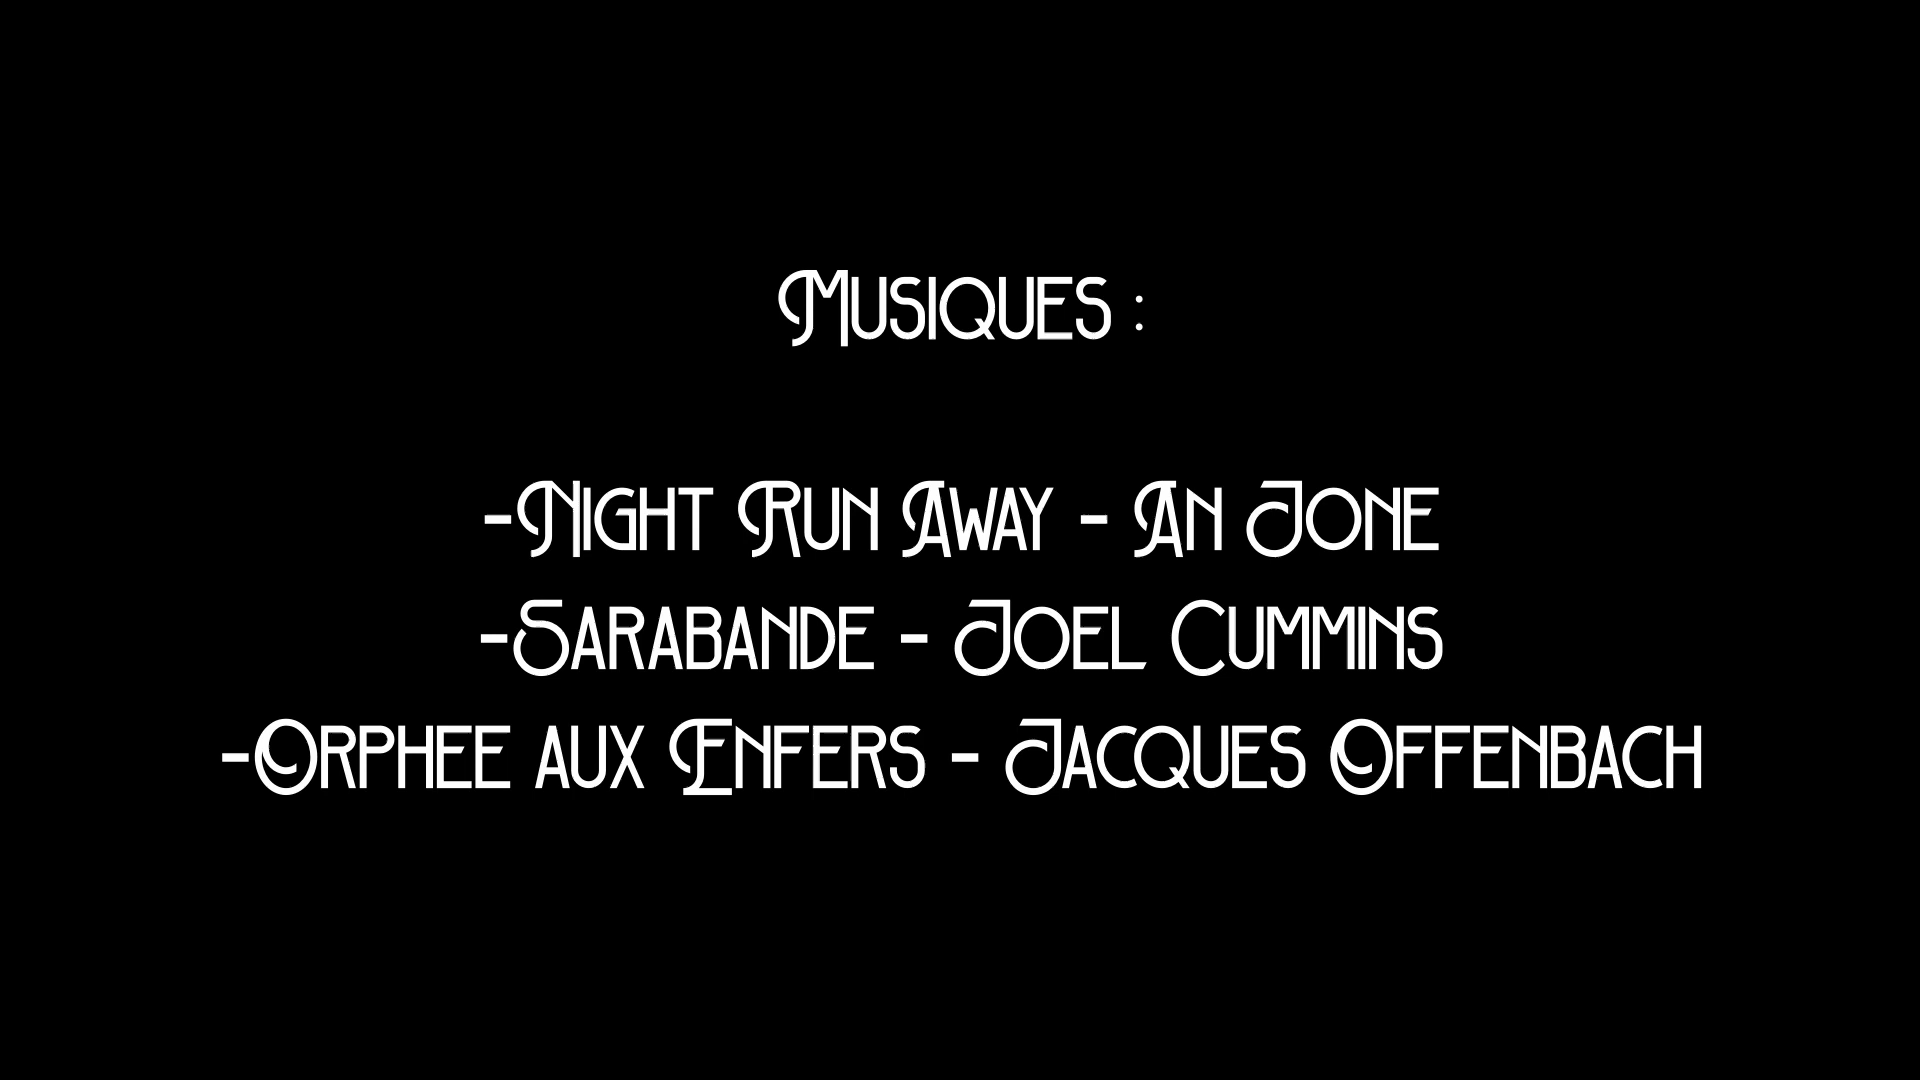 Musiques :
-Night Run Away - An Jone
-Sarabande - Joel Cummins
-Orphee aux Enfers - Jacques Offenbach